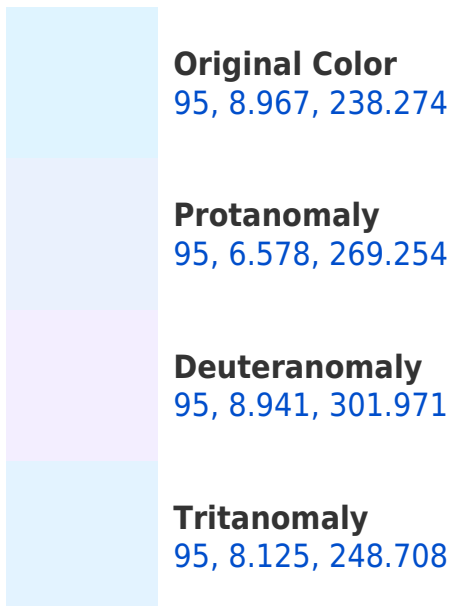 Original Color
95, 8.967, 238.274
Protanomaly
95, 6.578, 269.254
Deuteranomaly
95, 8.941, 301.971
Tritanomaly
95, 8.125, 248.708